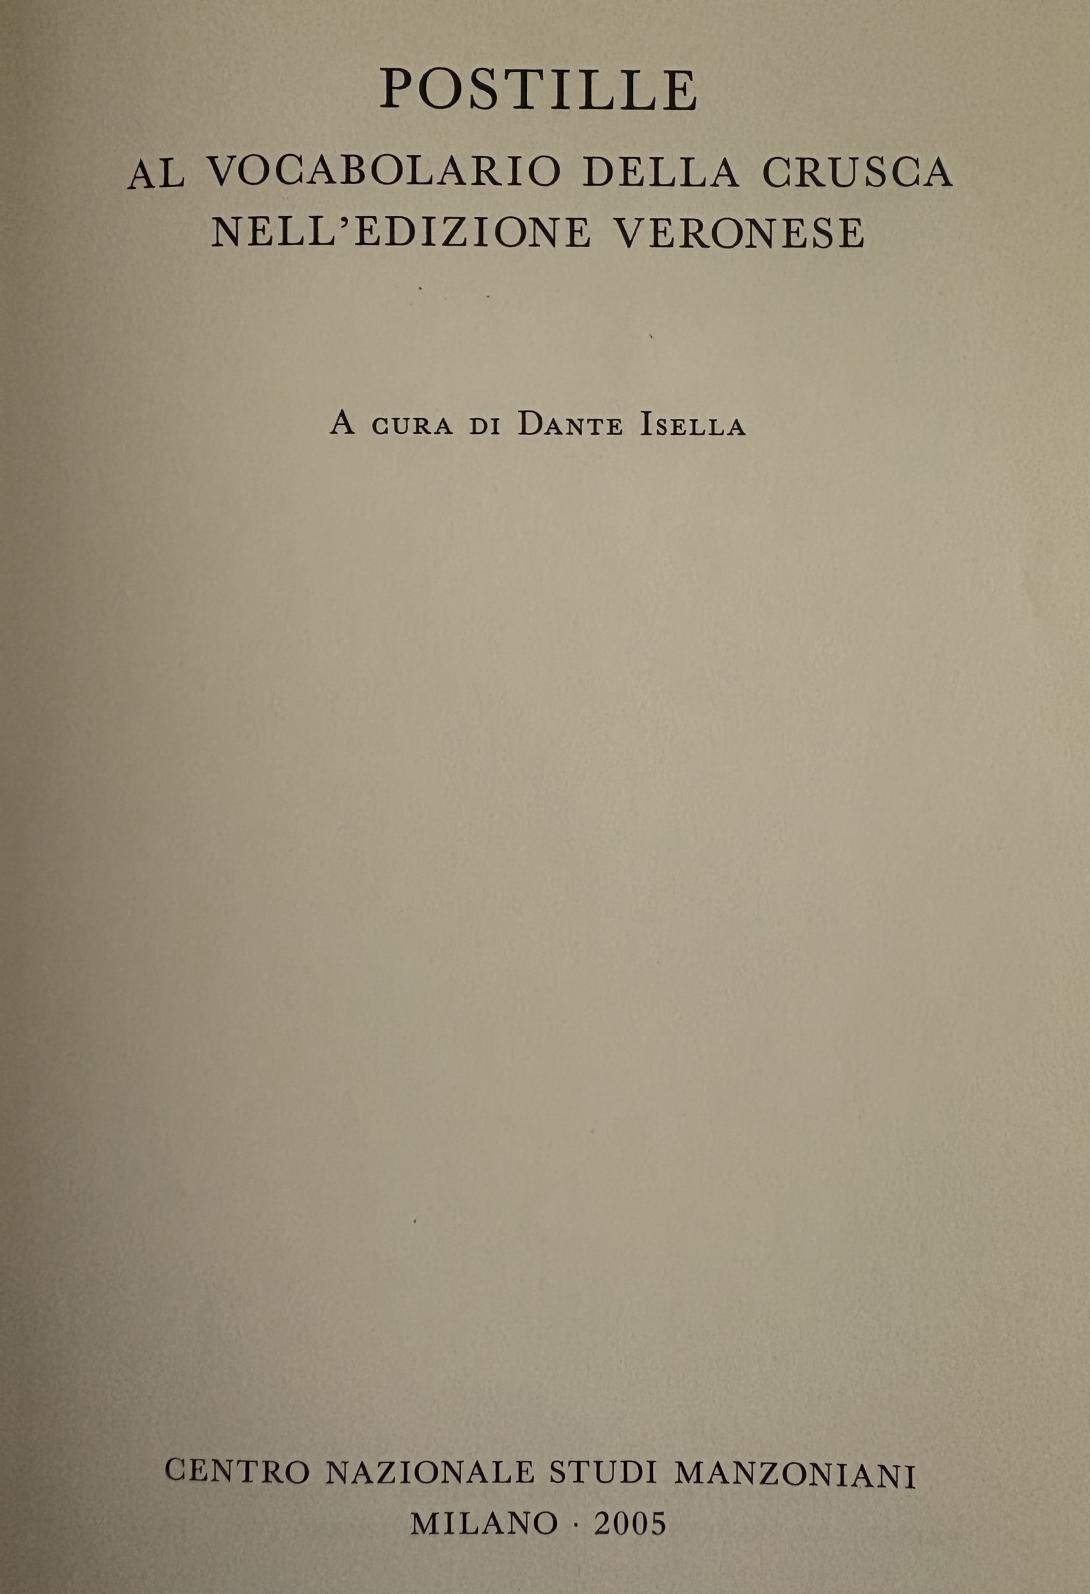 POSTILLE
AL VOCABOLARIO DELLA CRUSCA
NELL’EDIZIONE VERONESE
A CURA DI DANTE ISELLA
CENTRO NAZIONALE STUDI MANZONIANI
MILANO · 2005